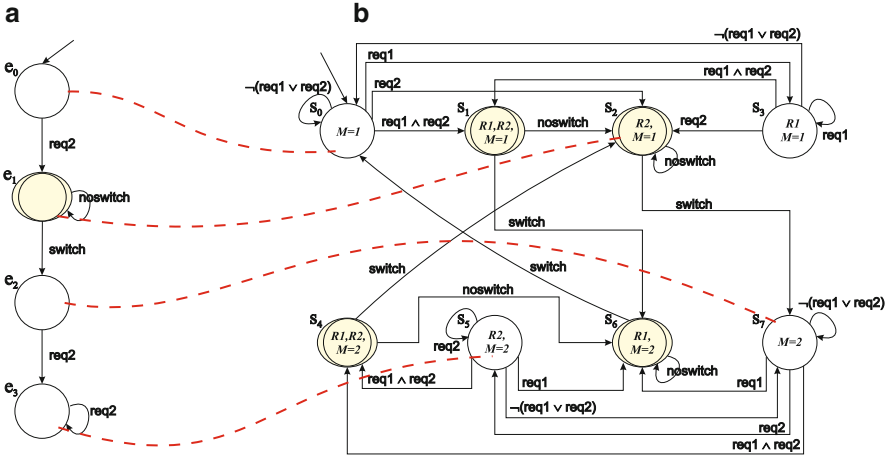 a
b
e0
req2
e1
noswitch
switch
e2
req2
e3
req2
¬(req1 ∨ req2)
req1
req1 ∧ req2
¬(req1 ∨ req2)
req2
S0
S1
S2
S3
M=1
req1 ∧ req2
R1,R2,
M=1
noswitch
R2,
M=1
req2
R1
M=1
req1
noswitch
switch
switch
switch
switch
noswitch
¬(req1 ∨ req2)
S4
S5
S6
S7
R1,R2,
M=2
req2
R2,
M=2
R1,
M=2
M=2
noswitch
req1 ∧ req2
req1
req1
¬(req1 ∨ req2)
req2
req1 ∧ req2